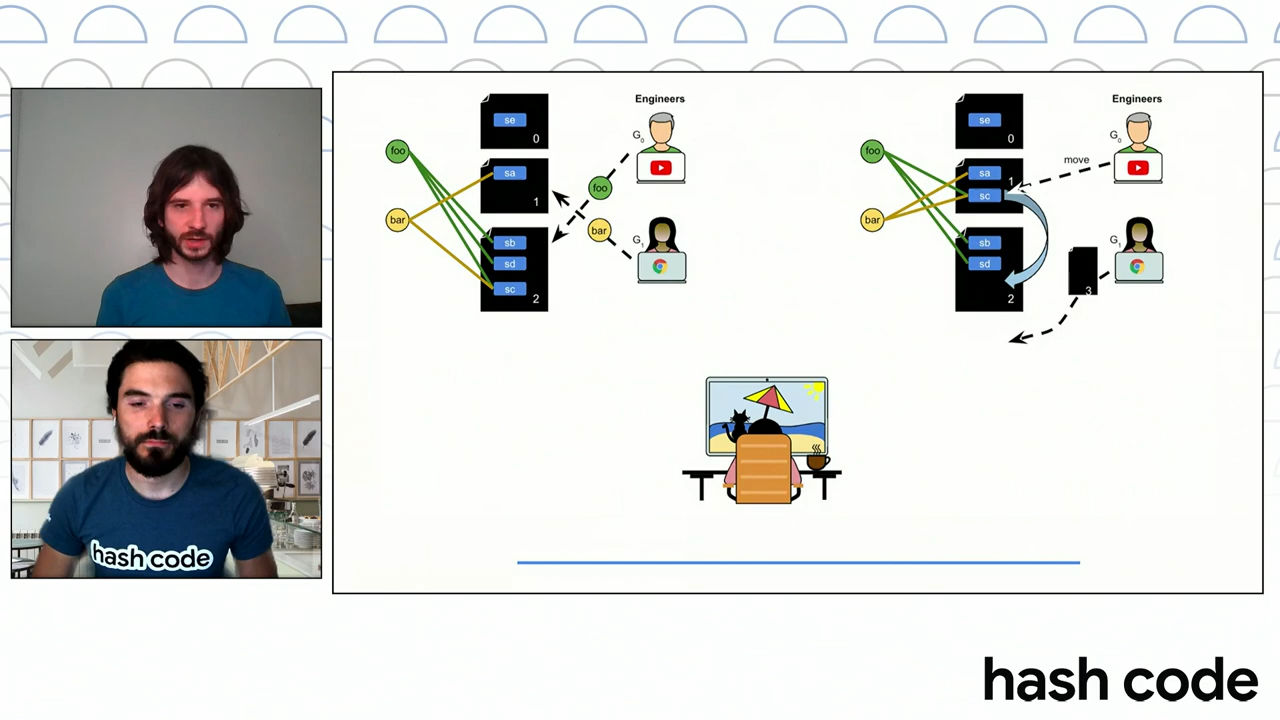 Engineers
foo
se
0
G0
sa
1
foo
bar
bar
sb
sd
sc
2
G1
Engineers
foo
se
0
G0
move
sa
1
sc
bar
sb
sd
2
G1
3
hash code
hash code